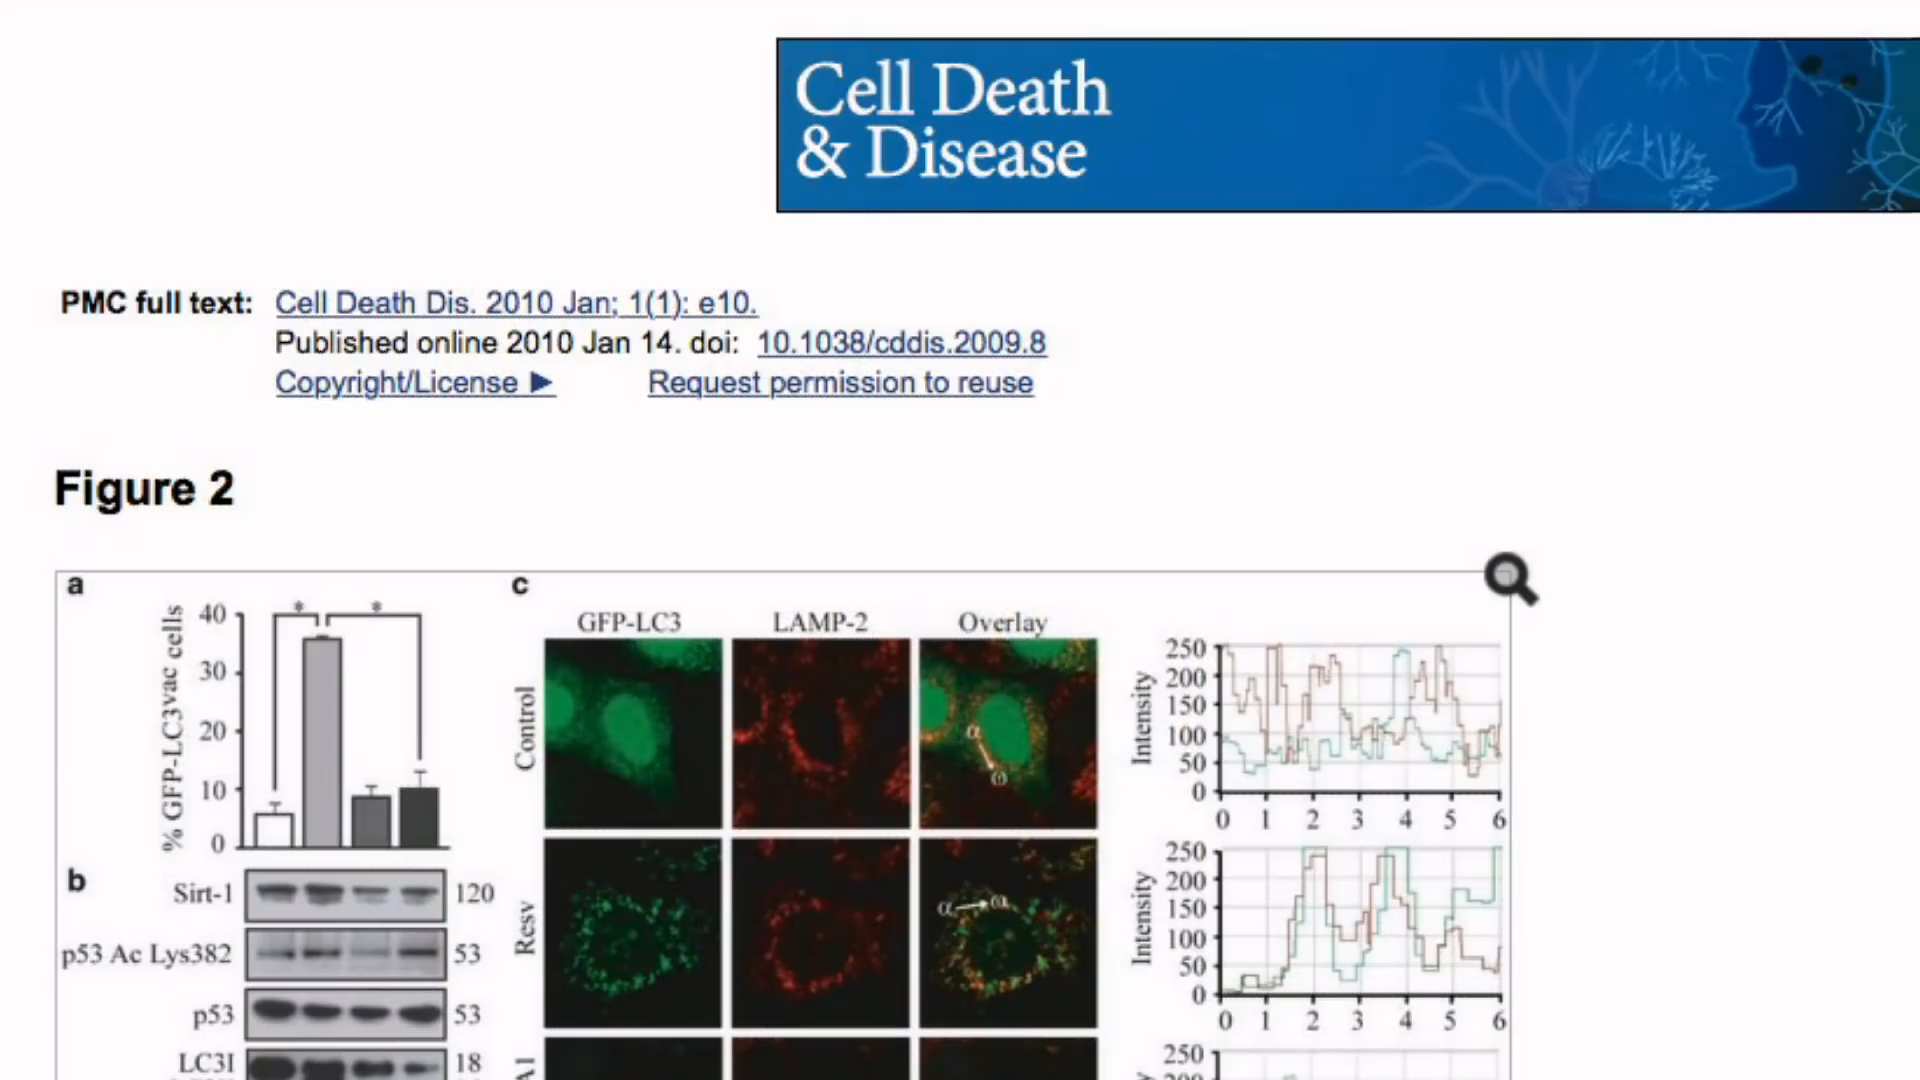 Cell Death
& Disease
PMC full text: Cell Death Dis. 2010 Jan; 1(1): e10.
Published online 2010 Jan 14. doi: 10.1038/cddis.2009.8
Copyright/License ► Request permission to reuse
Figure 2
a
% GFP-LC3vac cells
40
30
20
10
0
* *
b
Sirt-1 120
p53 Ac Lys382 53
p53 53
LC3I 18
c
GFP-LC3 LAMP-2 Overlay
Control
α
ω
Resv
α ω
Intensity
250
200
150
100
50
0
0 1 2 3 4 5 6
Intensity
250
200
150
100
50
0
0 1 2 3 4 5 6
250